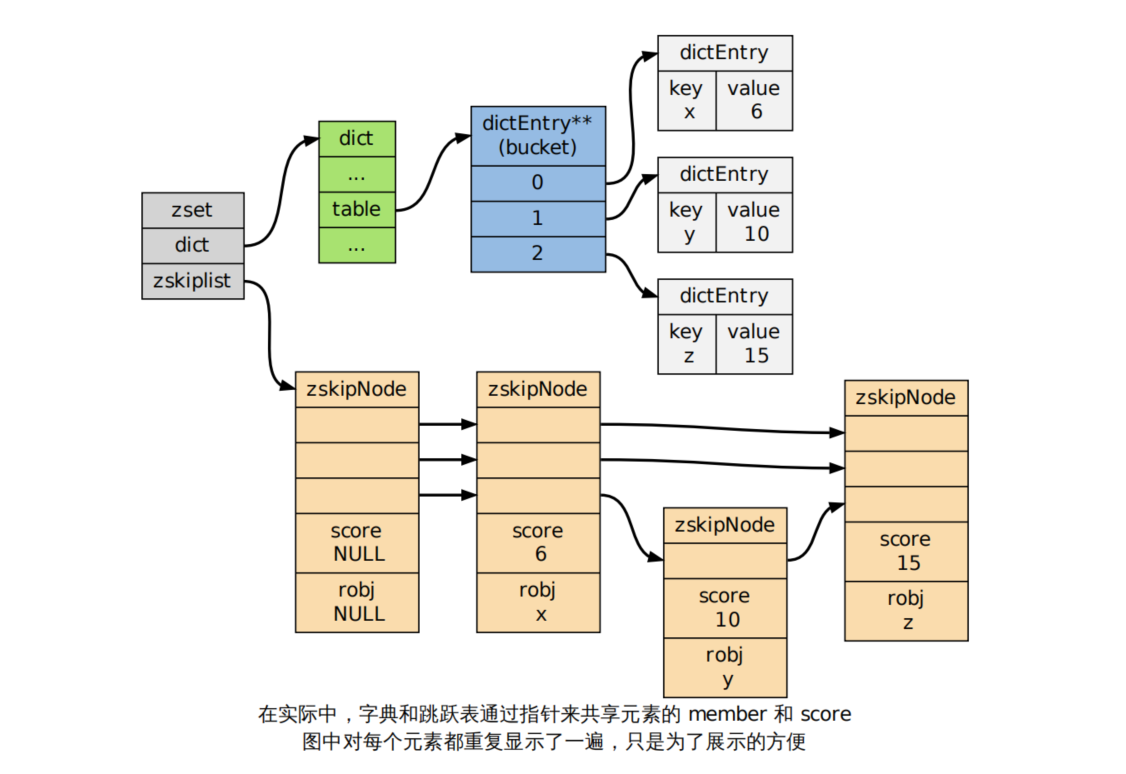 zset
dict
zskiplist
dict
...
table
...
dictEntry**
(bucket)
0
1
2
dictEntry
key value
x 6
dictEntry
key value
y 10
dictEntry
key value
z 15
zskipNode
score
NULL
robj
NULL
zskipNode
score
6
robj
x
zskipNode
score
10
robj
y
zskipNode
score
15
robj
z
在实际中，字典和跳跃表通过指针来共享元素的 member 和 score
图中对每个元素都重复显示了一遍，只是为了展示的方便